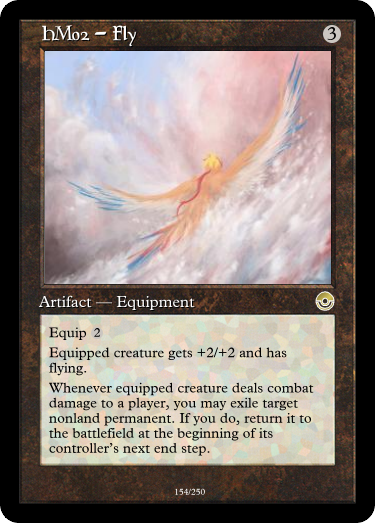 HM02 – Fly
3
Artifact — Equipment
Equip 2
Equipped creature gets +2/+2 and has
flying.
Whenever equipped creature deals combat
damage to a player, you may exile target
nonland permanent. If you do, return it to
the battlefield at the beginning of its
controller's next end step.
154/250